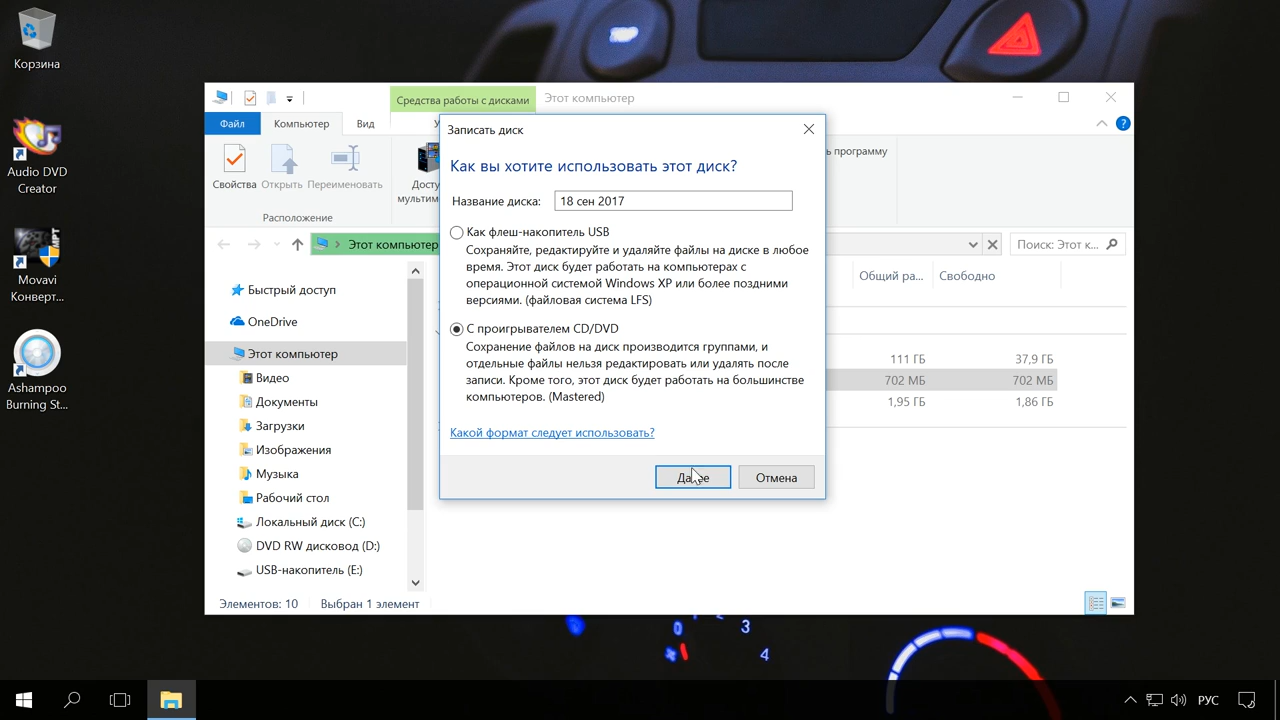 Корзина
Audio DVD
Creator
Movavi
Конверт...
Ashampoo
Burning St...
Средства работы с дисками
Этот компьютер
Файл
Компьютер
Вид
Свойства
Открыть
Переименовать
Расположение
ь программу
Этот компьютер
Поиск: Этот к...
Быстрый доступ
OneDrive
Этот компьютер
Видео
Документы
Загрузки
Изображения
Музыка
Рабочий стол
Локальный диск (C:)
DVD RW дисковод (D:)
USB-накопитель (E:)
Общий ра...
Свободно
111 ГБ
37,9 ГБ
702 МБ
702 МБ
1,95 ГБ
1,86 ГБ
Элементов: 10
Выбран 1 элемент
Записать диск
Как вы хотите использовать этот диск?
Название диска:
18 сен 2017
Как флеш-накопитель USB
Сохраняйте, редактируйте и удаляйте файлы на диске в любое
время. Этот диск будет работать на компьютерах с
операционной системой Windows XP или более поздними
версиями. (файловая система LFS)
С проигрывателем CD/DVD
Сохранение файлов на диск производится группами, и
отдельные файлы нельзя редактировать или удалять после
записи. Кроме того, этот диск будет работать на большинстве
компьютеров. (Mastered)
Какой формат следует использовать?
Далее
Отмена
0
3
4
РУС